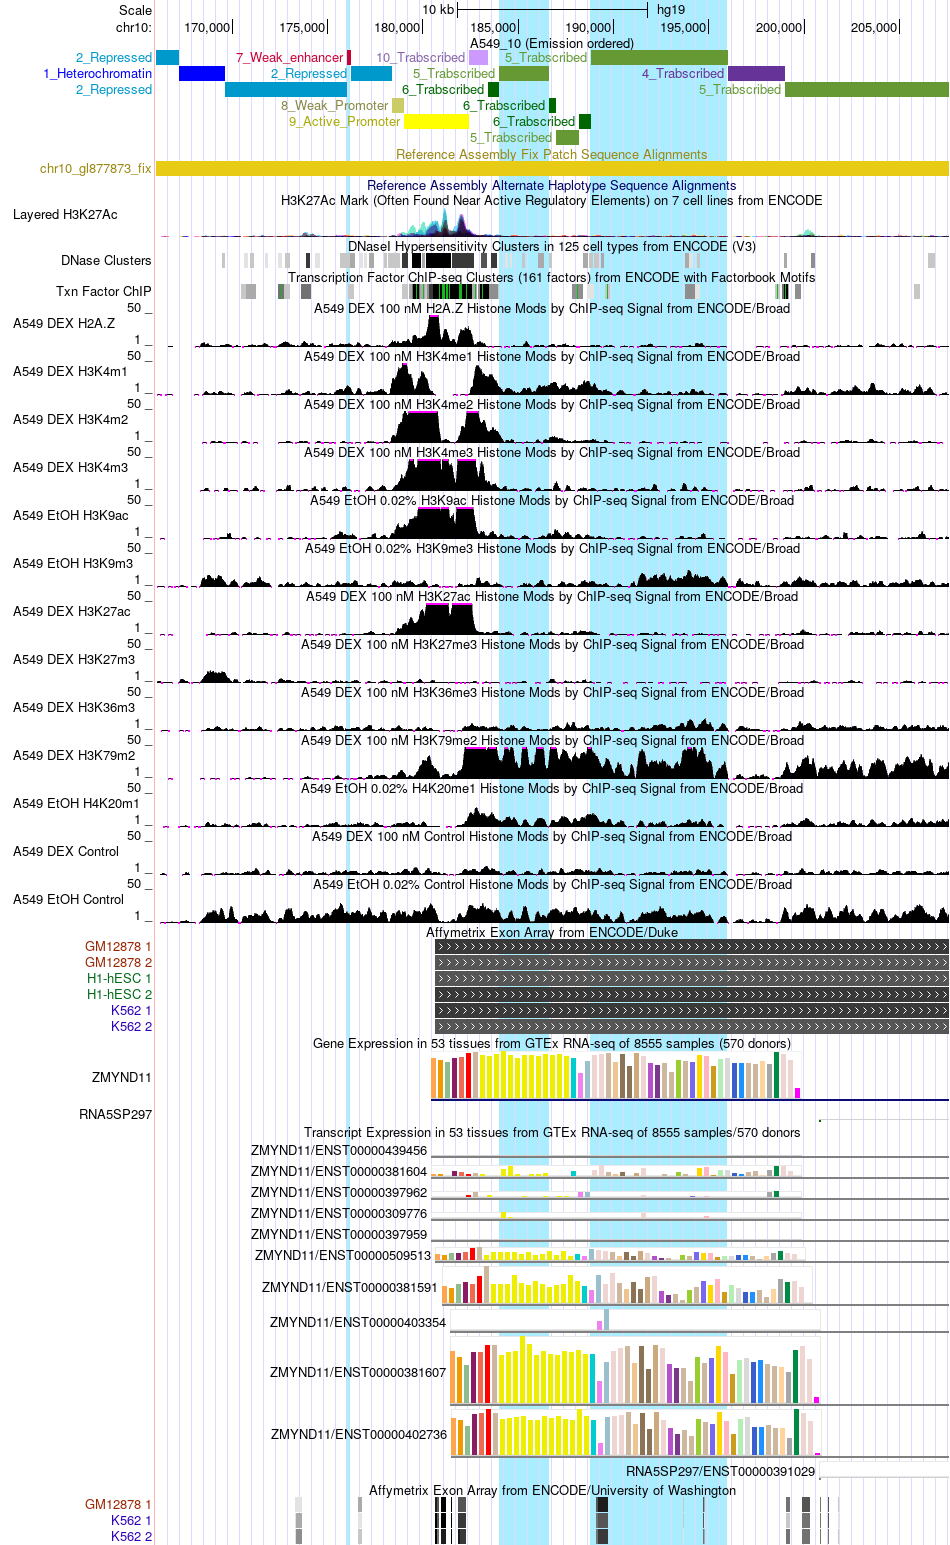 Scale 10 kb hg19
chr10: 170,000 175,000 180,000 185,000 190,000 195,000 200,000 205,000
A549_10 (Emission ordered)
2_Repressed 7_Weak_enhancer 10_Trabscribed 5_Trabscribed
1_Heterochromatin 2_Repressed 5_Trabscribed 4_Trabscribed
2_Repressed 6_Trabscribed 5_Trabscribed
8_Weak_Promoter 6_Trabscribed
9_Active_Promoter 6_Trabscribed
5_Trabscribed
Reference Assembly Fix Patch Sequence Alignments
chr10_gl877873_fix
Reference Assembly Alternate Haplotype Sequence Alignments
H3K27Ac Mark (Often Found Near Active Regulatory Elements) on 7 cell lines from ENCODE
Layered H3K27Ac
DNaseI Hypersensitivity Clusters in 125 cell types from ENCODE (V3)
DNase Clusters
Transcription Factor ChIP-seq Clusters (161 factors) from ENCODE with Factorbook Motifs
Txn Factor ChIP
A549 DEX 100 nM H2A.Z Histone Mods by ChIP-seq Signal from ENCODE/Broad
50 _
A549 DEX H2A.Z
1 _
A549 DEX 100 nM H3K4me1 Histone Mods by ChIP-seq Signal from ENCODE/Broad
50 _
A549 DEX H3K4m1
1 _
A549 DEX 100 nM H3K4me2 Histone Mods by ChIP-seq Signal from ENCODE/Broad
50 _
A549 DEX H3K4m2
1 _
A549 DEX 100 nM H3K4me3 Histone Mods by ChIP-seq Signal from ENCODE/Broad
50 _
A549 DEX H3K4m3
1 _
A549 EtOH 0.02% H3K9ac Histone Mods by ChIP-seq Signal from ENCODE/Broad
50 _
A549 EtOH H3K9ac
1 _
A549 EtOH 0.02% H3K9me3 Histone Mods by ChIP-seq Signal from ENCODE/Broad
50 _
A549 EtOH H3K9m3
1 _
A549 DEX 100 nM H3K27ac Histone Mods by ChIP-seq Signal from ENCODE/Broad
50 _
A549 DEX H3K27ac
1 _
A549 DEX 100 nM H3K27me3 Histone Mods by ChIP-seq Signal from ENCODE/Broad
50 _
A549 DEX H3K27m3
1 _
A549 DEX 100 nM H3K36me3 Histone Mods by ChIP-seq Signal from ENCODE/Broad
50 _
A549 DEX H3K36m3
1 _
A549 DEX 100 nM H3K79me2 Histone Mods by ChIP-seq Signal from ENCODE/Broad
50 _
A549 DEX H3K79m2
1 _
A549 EtOH 0.02% H4K20me1 Histone Mods by ChIP-seq Signal from ENCODE/Broad
50 _
A549 EtOH H4K20m1
1 _
A549 DEX 100 nM Control Histone Mods by ChIP-seq Signal from ENCODE/Broad
50 _
A549 DEX Control
1 _
A549 EtOH 0.02% Control Histone Mods by ChIP-seq Signal from ENCODE/Broad
50 _
A549 EtOH Control
1 _
Affymetrix Exon Array from ENCODE/Duke
GM12878 1
GM12878 2
H1-hESC 1
H1-hESC 2
K562 1
K562 2
Gene Expression in 53 tissues from GTEx RNA-seq of 8555 samples (570 donors)
ZMYND11
RNA5SP297
Transcript Expression in 53 tissues from GTEx RNA-seq of 8555 samples/570 donors
ZMYND11/ENST00000439456
ZMYND11/ENST00000381604
ZMYND11/ENST00000397962
ZMYND11/ENST00000309776
ZMYND11/ENST00000397959
ZMYND11/ENST00000509513
ZMYND11/ENST00000381591
ZMYND11/ENST00000403354
ZMYND11/ENST00000381607
ZMYND11/ENST00000402736
RNA5SP297/ENST00000391029
Affymetrix Exon Array from ENCODE/University of Washington
GM12878 1
K562 1
K562 2